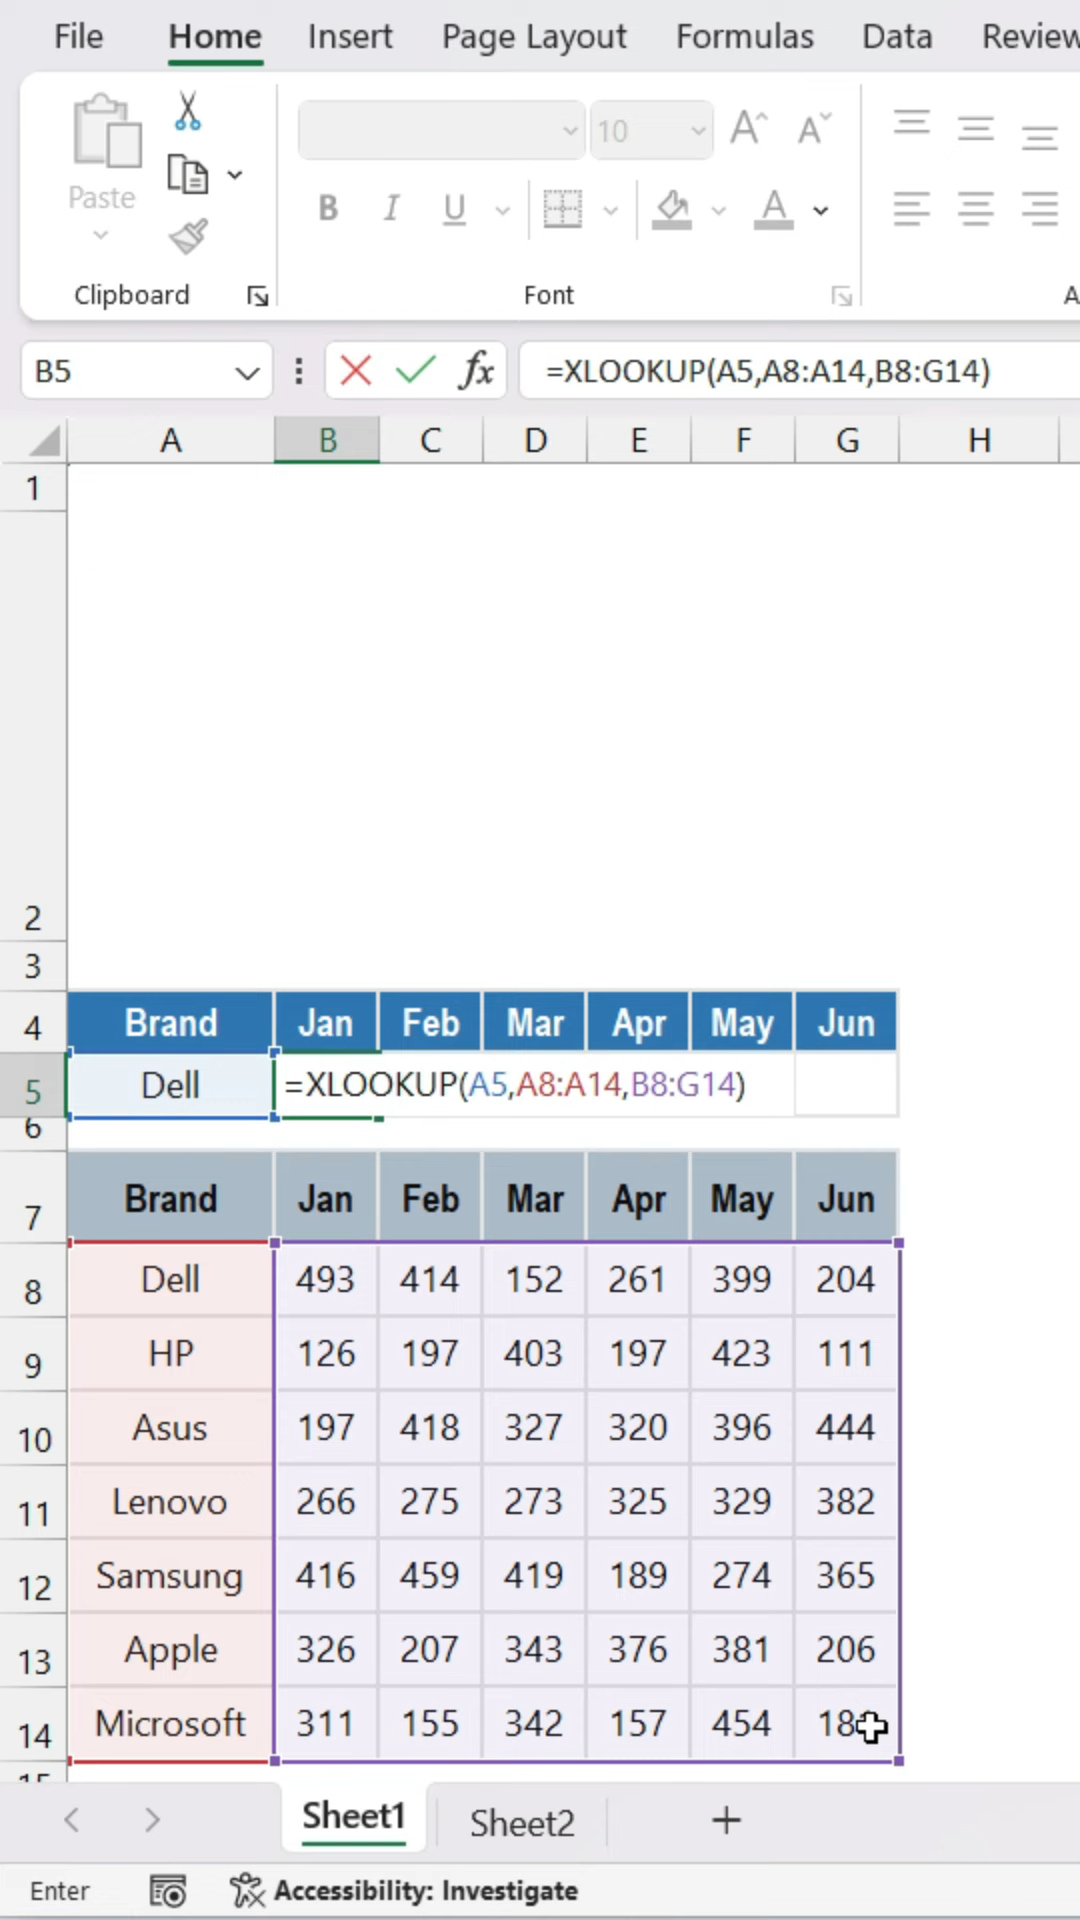 File Home Insert Page Layout Formulas Data Review
10 A A
Paste
B I U A
Clipboard Font A
B5 fx =XLOOKUP(A5,A8:A14,B8:G14)
A B C D E F G H
1
2
3
4 Brand Jan Feb Mar Apr May Jun
5 Dell =XLOOKUP(A5,A8:A14,B8:G14)
6
7 Brand Jan Feb Mar Apr May Jun
8 Dell 493 414 152 261 399 204
9 HP 126 197 403 197 423 111
10 Asus 197 418 327 320 396 444
11 Lenovo 266 275 273 325 329 382
12 Samsung 416 459 419 189 274 365
13 Apple 326 207 343 376 381 206
14 Microsoft 311 155 342 157 454
Sheet1 Sheet2
Enter Accessibility: Investigate